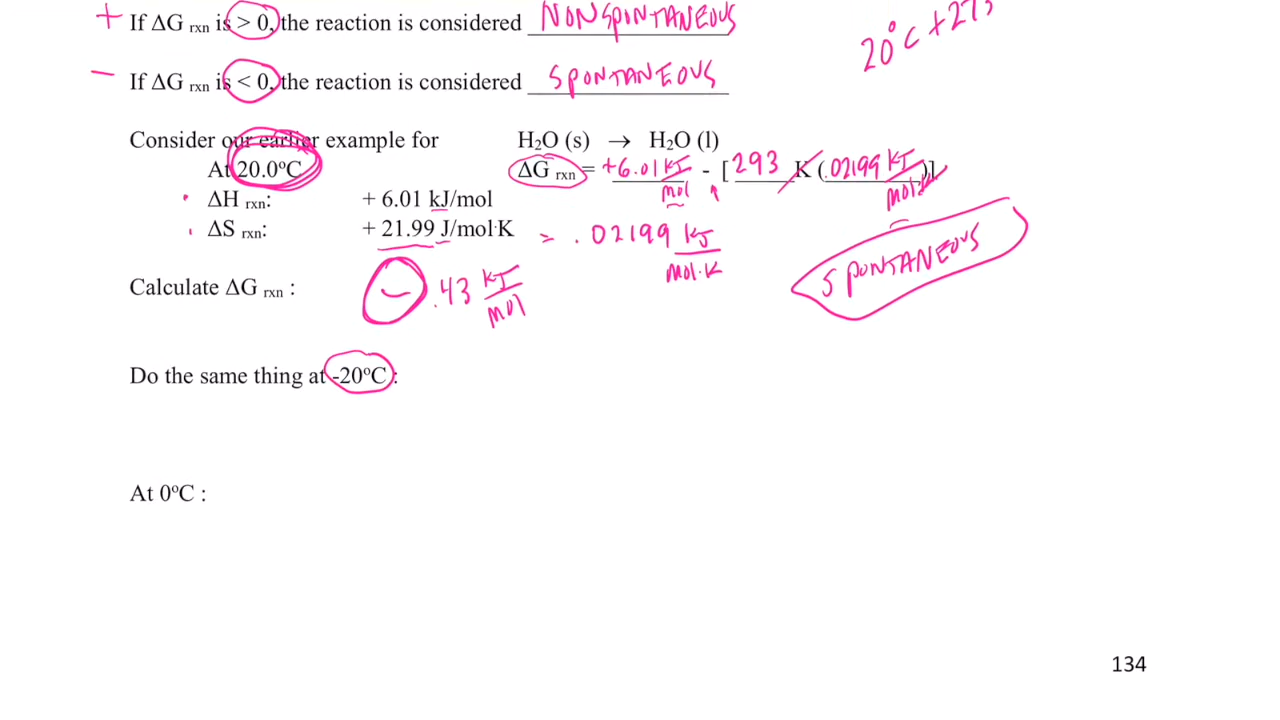 + If ΔG rxn is > 0, the reaction is considered NONSPONTANEOUS
20°C + 273
− If ΔG rxn is < 0, the reaction is considered SPONTANEOUS
Consider our earlier example for H₂O (s) → H₂O (l)
At 20.0°C ΔG rxn = +6.01 KJ/mol - [ 293 K (.02199 KJ/mol·K)]
ΔH rxn: + 6.01 kJ/mol
ΔS rxn: + 21.99 J/mol·K = .02199 KJ/mol·K
SPONTANEOUS
Calculate ΔG rxn : − .43 KJ/mol
Do the same thing at -20°C:
At 0°C :
134